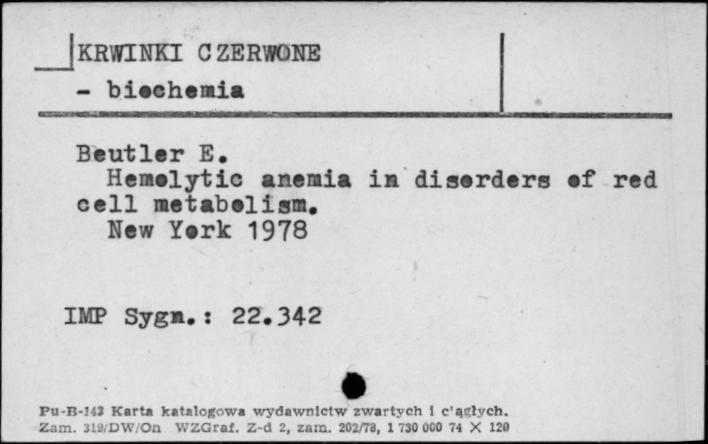 KRWINKI CZERWONE
- biochemia
Beutler E.
Hemolytic anemia in disorders of red
cell metabolism.
New York 1978
IMP Sygn.: 22.342
Pu-B-143 Karta katalogowa wydawnictw zwartych i c'ągłych.
Zam. 319/DW/On WZGraf. Z-d 2, zam. 202/78, 1 730 000 74 X 120